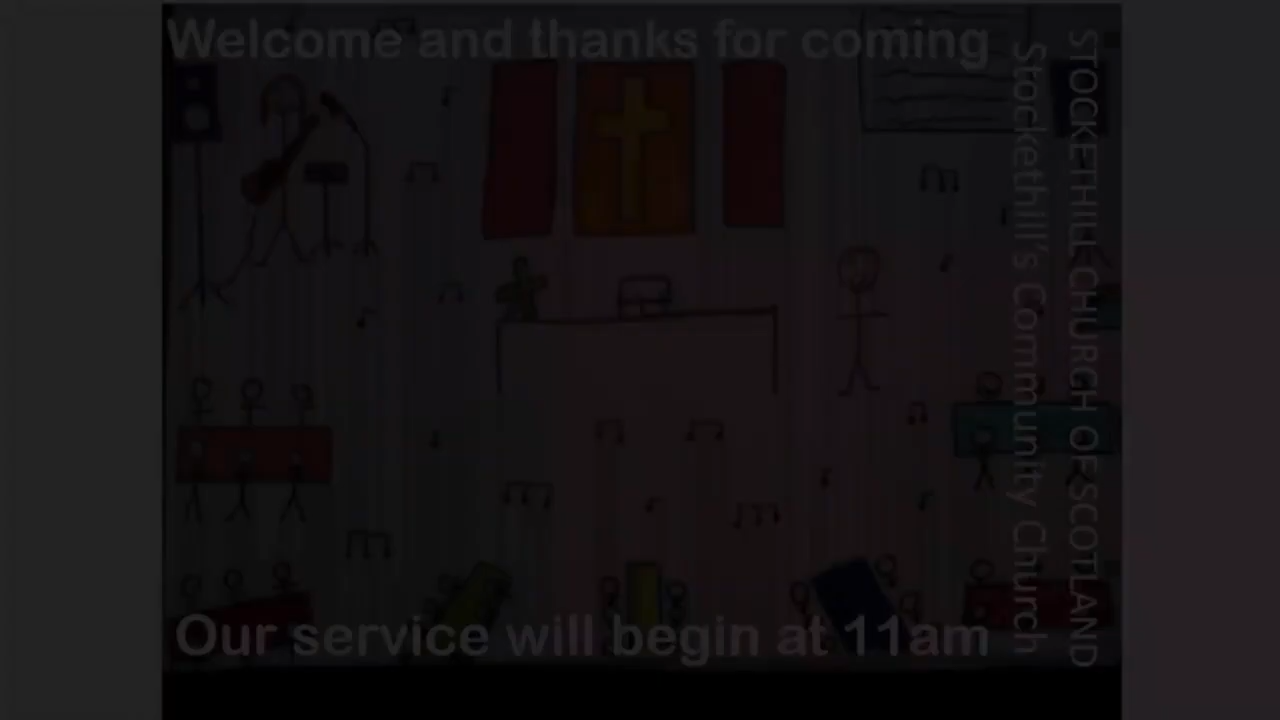 Welcome and thanks for coming
STOCKETHILL CHURCH OF SCOTLAND
Stockethill's Community Church
Our service will begin at 11am